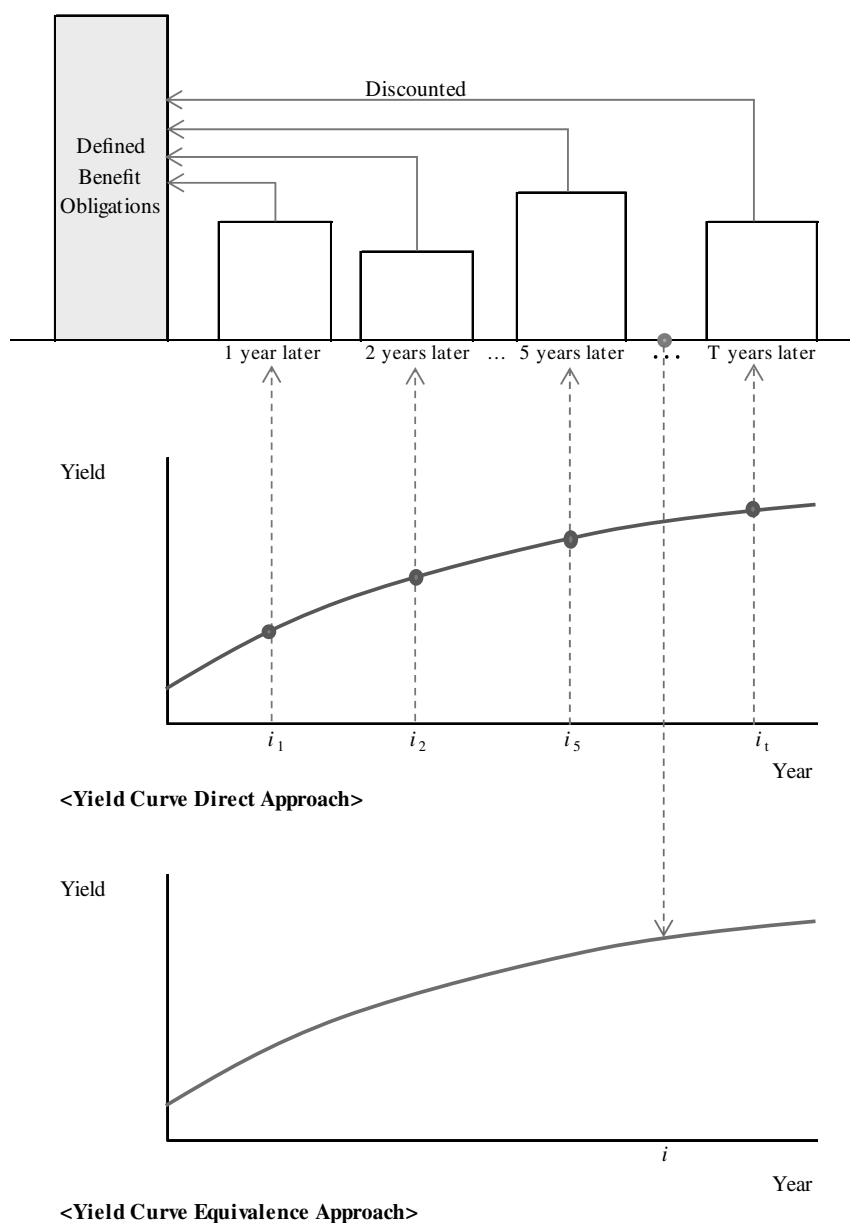 Discounted
Defined
Benefit
Obligations
1 year later 2 years later ... 5 years later ... T years later
Yield
i1 i2 i5 it
Year
<Yield Curve Direct Approach>
Yield
i
Year
<Yield Curve Equivalence Approach>